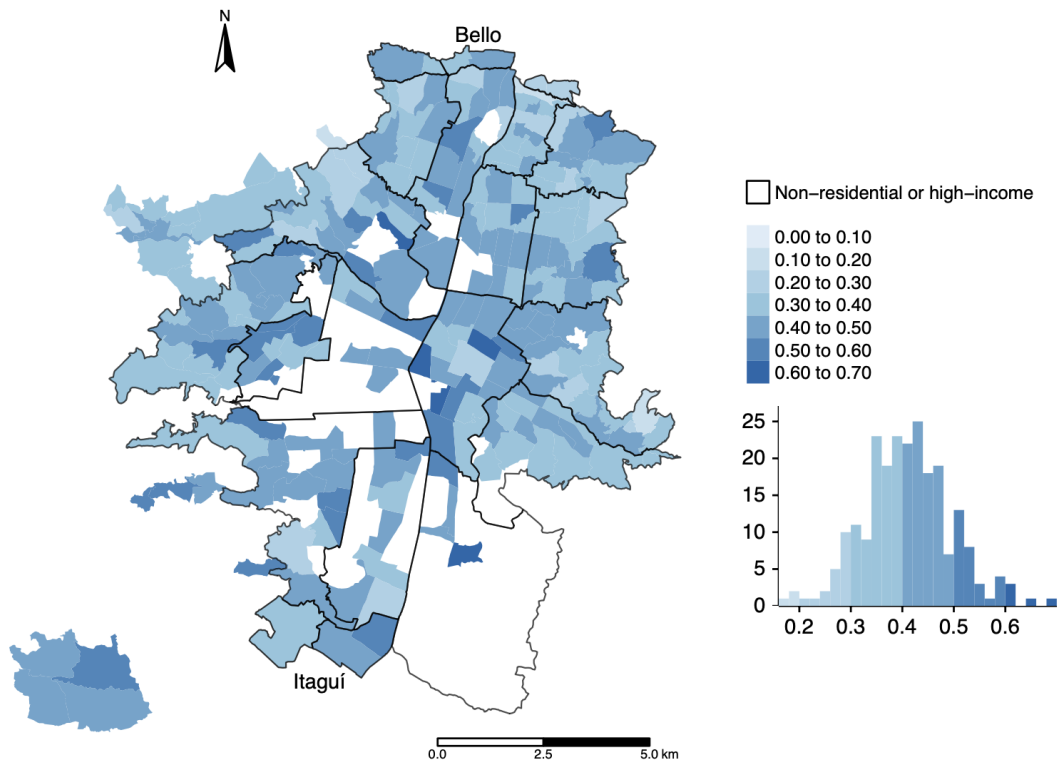 N
Bello
Non−residential or high−income
0.00 to 0.10
0.10 to 0.20
0.20 to 0.30
0.30 to 0.40
0.40 to 0.50
0.50 to 0.60
0.60 to 0.70
25
20
15
10
5
0
0.2 0.3 0.4 0.5 0.6
Itaguí
0.0 2.5 5.0 km